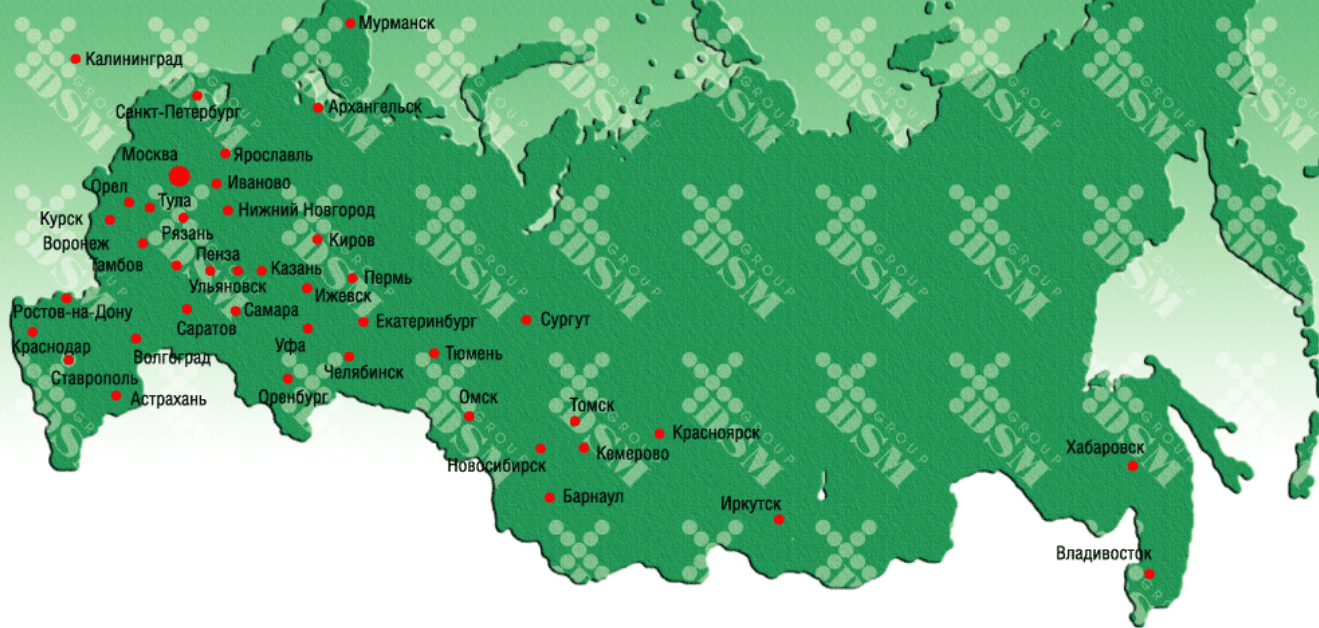 Мурманск
Калининград
Санкт-Петербург
Архангельск
Москва
Ярославль
Иваново
Орел
Тула
Нижний Новгород
Курск
Рязань
Воронеж
Киров
Пенза
Тамбов
Казань
Пермь
Ульяновск
Ижевск
Ростов-на-Дону
Самара
Саратов
Екатеринбург
Сургут
Краснодар
Волгоград
Уфа
Тюмень
Челябинск
Ставрополь
Астрахань
Оренбург
Омск
Томск
Красноярск
Кемерово
Новосибирск
Барнаул
Иркутск
Хабаровск
Владивосток
DSM GROUP